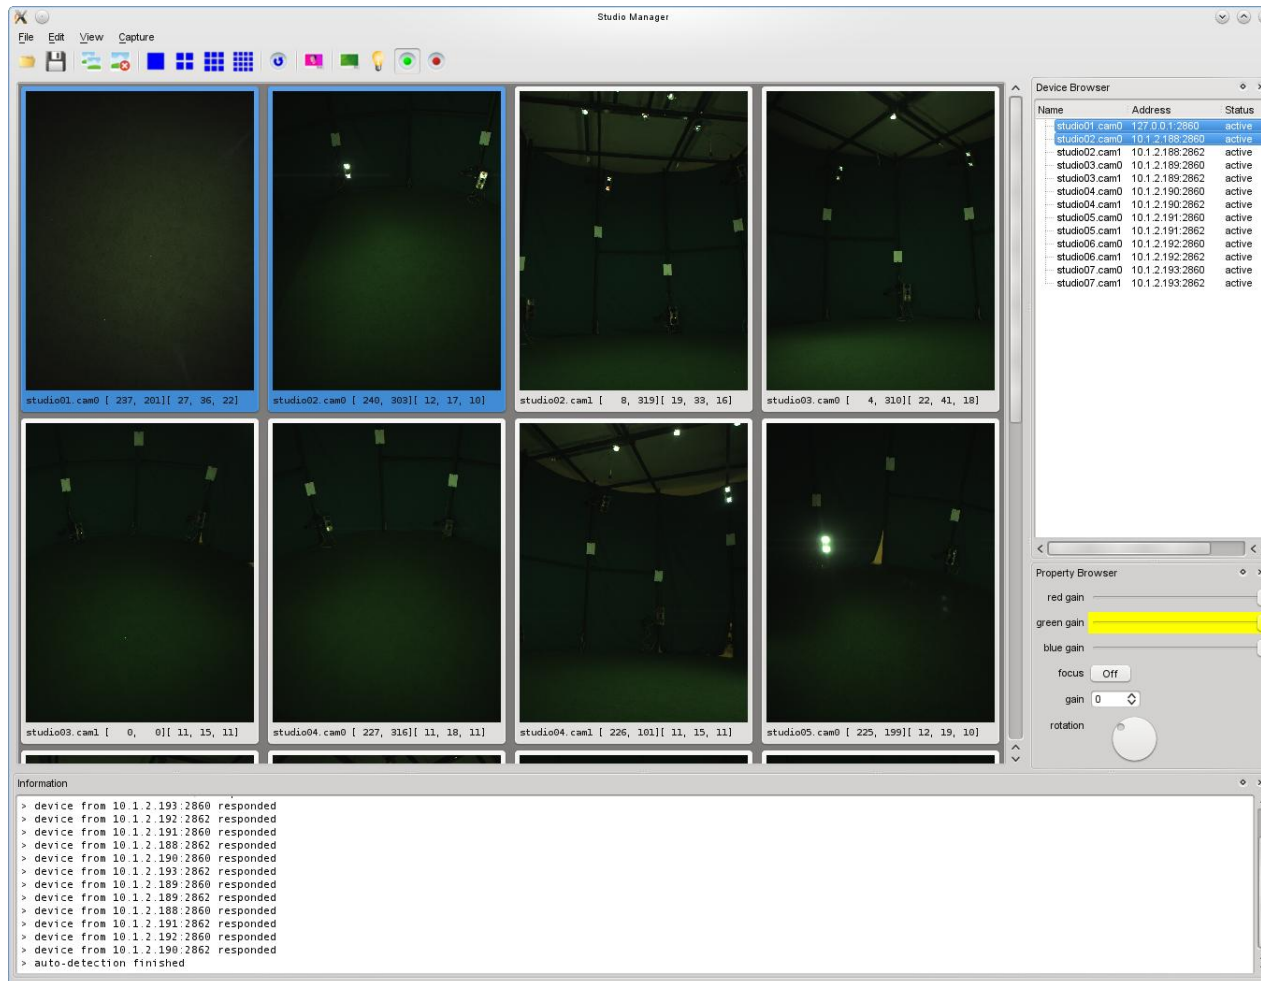 Studio Manager
File Edit View Capture
studio01.cam0 [ 237, 201][ 27, 36, 22]
studio02.cam0 [ 240, 303][ 12, 17, 10]
studio02.cam1 [   8, 319][ 19, 33, 16]
studio03.cam0 [   4, 310][ 22, 41, 18]
studio03.cam1 [   0,   0][ 11, 15, 11]
studio04.cam0 [ 227, 316][ 11, 18, 11]
studio04.cam1 [ 226, 101][ 11, 15, 11]
studio05.cam0 [ 225, 199][ 12, 19, 10]
Device Browser
Name Address Status
studio01.cam0 127.0.0.1:2860 active
studio02.cam0 10.1.2.188:2860 active
studio02.cam1 10.1.2.188:2862 active
studio03.cam0 10.1.2.189:2860 active
studio03.cam1 10.1.2.189:2862 active
studio04.cam0 10.1.2.190:2860 active
studio04.cam1 10.1.2.190:2862 active
studio05.cam0 10.1.2.191:2860 active
studio05.cam1 10.1.2.191:2862 active
studio06.cam0 10.1.2.192:2860 active
studio06.cam1 10.1.2.192:2862 active
studio07.cam0 10.1.2.193:2860 active
studio07.cam1 10.1.2.193:2862 active
Property Browser
red gain
green gain
blue gain
focus Off
gain 0
rotation
Information
> device from 10.1.2.193:2860 responded
> device from 10.1.2.192:2862 responded
> device from 10.1.2.191:2860 responded
> device from 10.1.2.188:2862 responded
> device from 10.1.2.190:2860 responded
> device from 10.1.2.193:2862 responded
> device from 10.1.2.189:2860 responded
> device from 10.1.2.189:2862 responded
> device from 10.1.2.188:2860 responded
> device from 10.1.2.191:2862 responded
> device from 10.1.2.192:2860 responded
> device from 10.1.2.190:2862 responded
> auto-detection finished